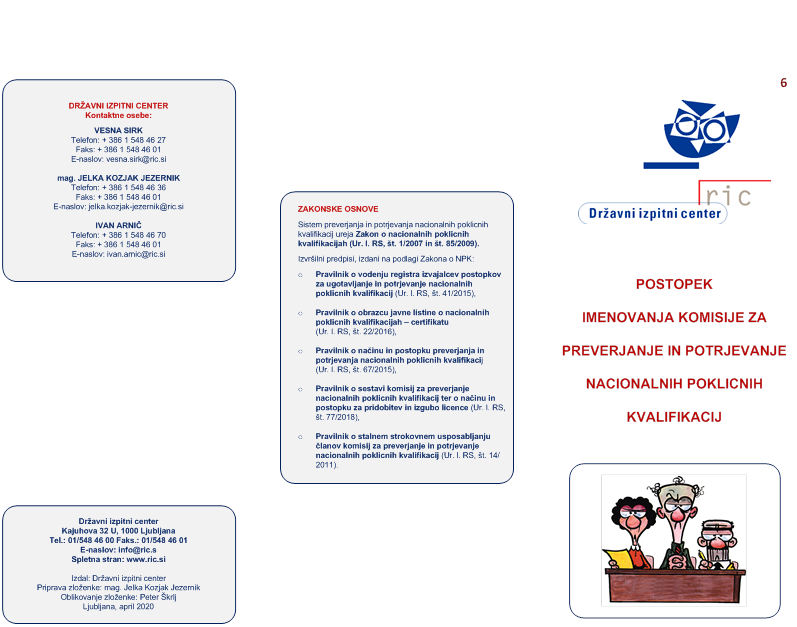 DRŽAVNI IZPITNI CENTER
Kontaktne osebe:
VESNA SIRK
Telefon: + 386 1 548 46 27
Faks: + 386 1 548 46 01
E-naslov: vesna.sirk@ric.si
mag. JELKA KOZJAK JEZERNIK
Telefon: + 386 1 548 46 36
Faks: + 386 1 548 46 01
E-naslov: jelka.kozjak-jezernik@ric.si
IVAN ARNIČ
Telefon: + 386 1 548 46 70
Faks: + 386 1 548 46 01
E-naslov: ivan.arnic@ric.si
Državni izpitni center
Kajuhova 32 U, 1000 Ljubljana
Tel.: 01/548 46 00 Faks.: 01/548 46 01
E-naslov: info@ric.s
Spletna stran: www.ric.si
Izdal: Državni izpitni center
Priprava zloženke: mag. Jelka Kozjak Jezernik
Oblikovanje zloženke: Peter Škrlj
Ljubljana, april 2020
ZAKONSKE OSNOVE
Sistem preverjanja in potrjevanja nacionalnih poklicnih
kvalifikacij ureja Zakon o nacionalnih poklicnih
kvalifikacijah (Ur. l. RS, št. 1/2007 in št. 85/2009).
Izvršilni predpisi, izdani na podlagi Zakona o NPK:
o Pravilnik o vodenju registra izvajalcev postopkov
za ugotavljanje in potrjevanje nacionalnih
poklicnih kvalifikacij (Ur. l. RS, št. 41/2015),
o Pravilnik o obrazcu javne listine o nacionalnih
poklicnih kvalifikacijah – certifikatu
(Ur. l. RS, št. 22/2016),
o Pravilnik o načinu in postopku preverjanja in
potrjevanja nacionalnih poklicnih kvalifikacij
(Ur. l. RS, št. 67/2015),
o Pravilnik o sestavi komisij za preverjanje
nacionalnih poklicnih kvalifikacij ter o načinu in
postopku za pridobitev in izgubo licence (Ur. l. RS,
št. 77/2018),
o Pravilnik o stalnem strokovnem usposabljanju
članov komisij za preverjanje in potrjevanje
nacionalnih poklicnih kvalifikacij (Ur. l. RS, št. 14/
2011).
6
ric
Državni izpitni center
POSTOPEK
IMENOVANJA KOMISIJE ZA
PREVERJANJE IN POTRJEVANJE
NACIONALNIH POKLICNIH
KVALIFIKACIJ